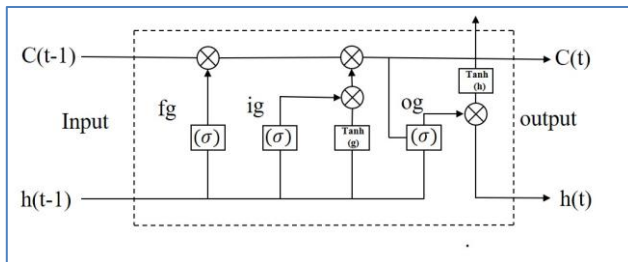 C(t-1)
C(t)
Tanh
(h)
fg
ig
og
Input
output
(σ)
(σ)
Tanh
(g)
(σ)
h(t-1)
h(t)